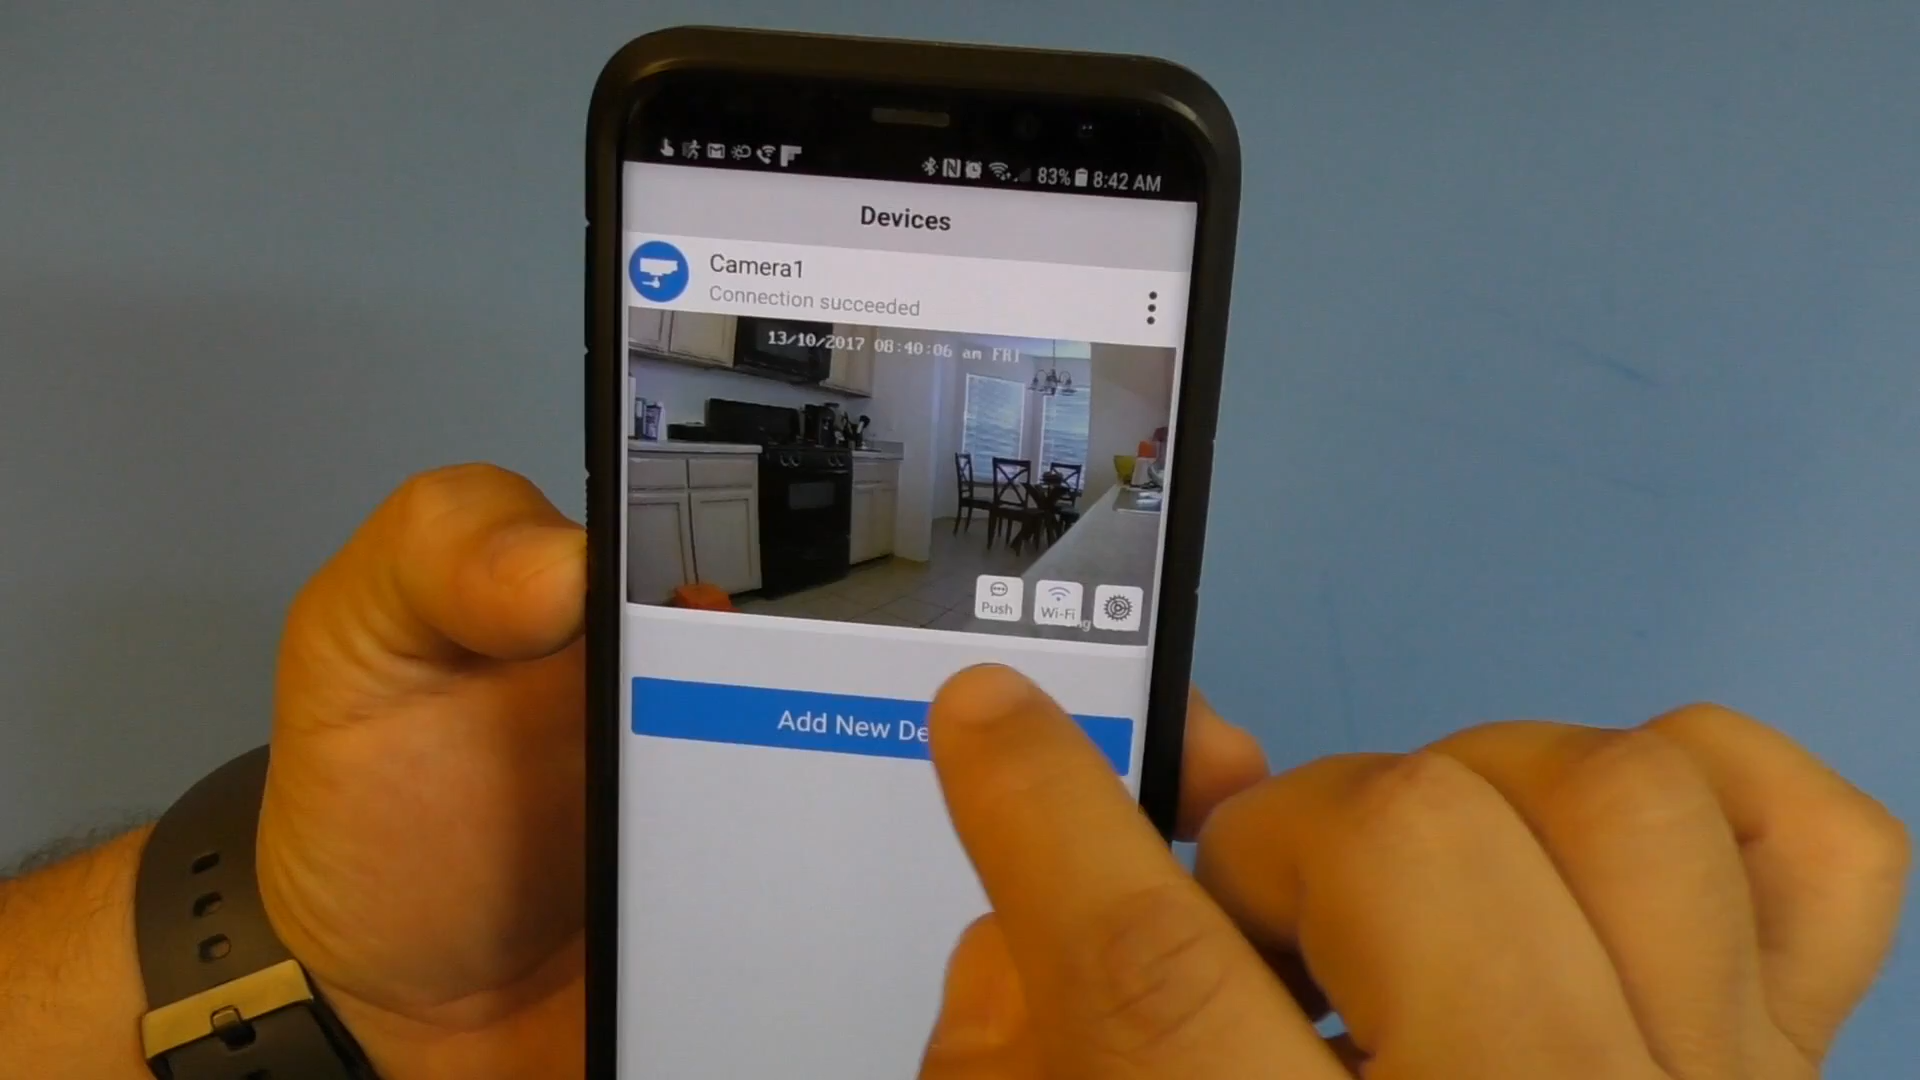 83% 8:42 AM
Devices
Camera1
Connection succeeded
13/10/2017 08:40:06 am FRI
Push
Wi-Fi
Add New De